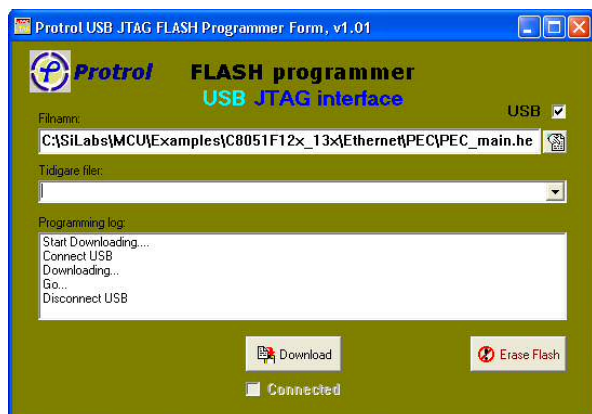 Protrol USB JTAG FLASH Programmer Form, v1.01
Protrol
FLASH programmer
USB JTAG interface
USB
Filnamn:
C:\SiLabs\MCU\Examples\C8051F12x_13x\Ethernet\PEC\PEC_main.he
Tidigare filer:
Programming log:
Start Downloading....
Connect USB
Downloading...
Go...
Disconnect USB
Download
Erase Flash
Connected